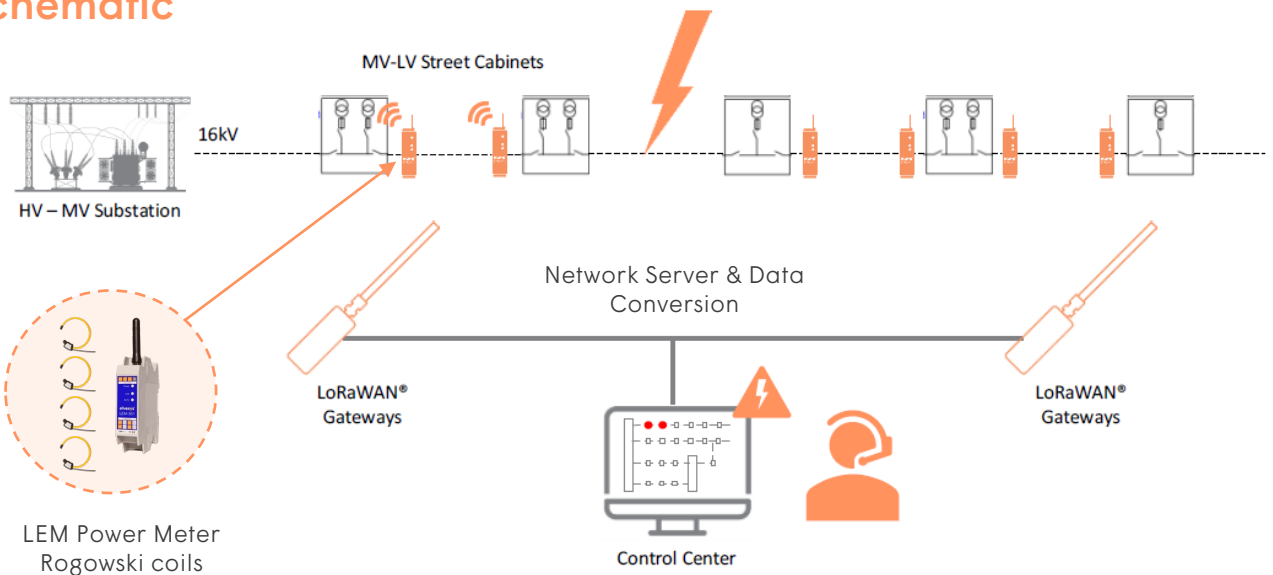 chematic
MV-LV Street Cabinets
16kV
HV – MV Substation
Network Server & Data
Conversion
LoRaWAN®
Gateways
LoRaWAN®
Gateways
LEM Power Meter
Rogowski coils
Control Center